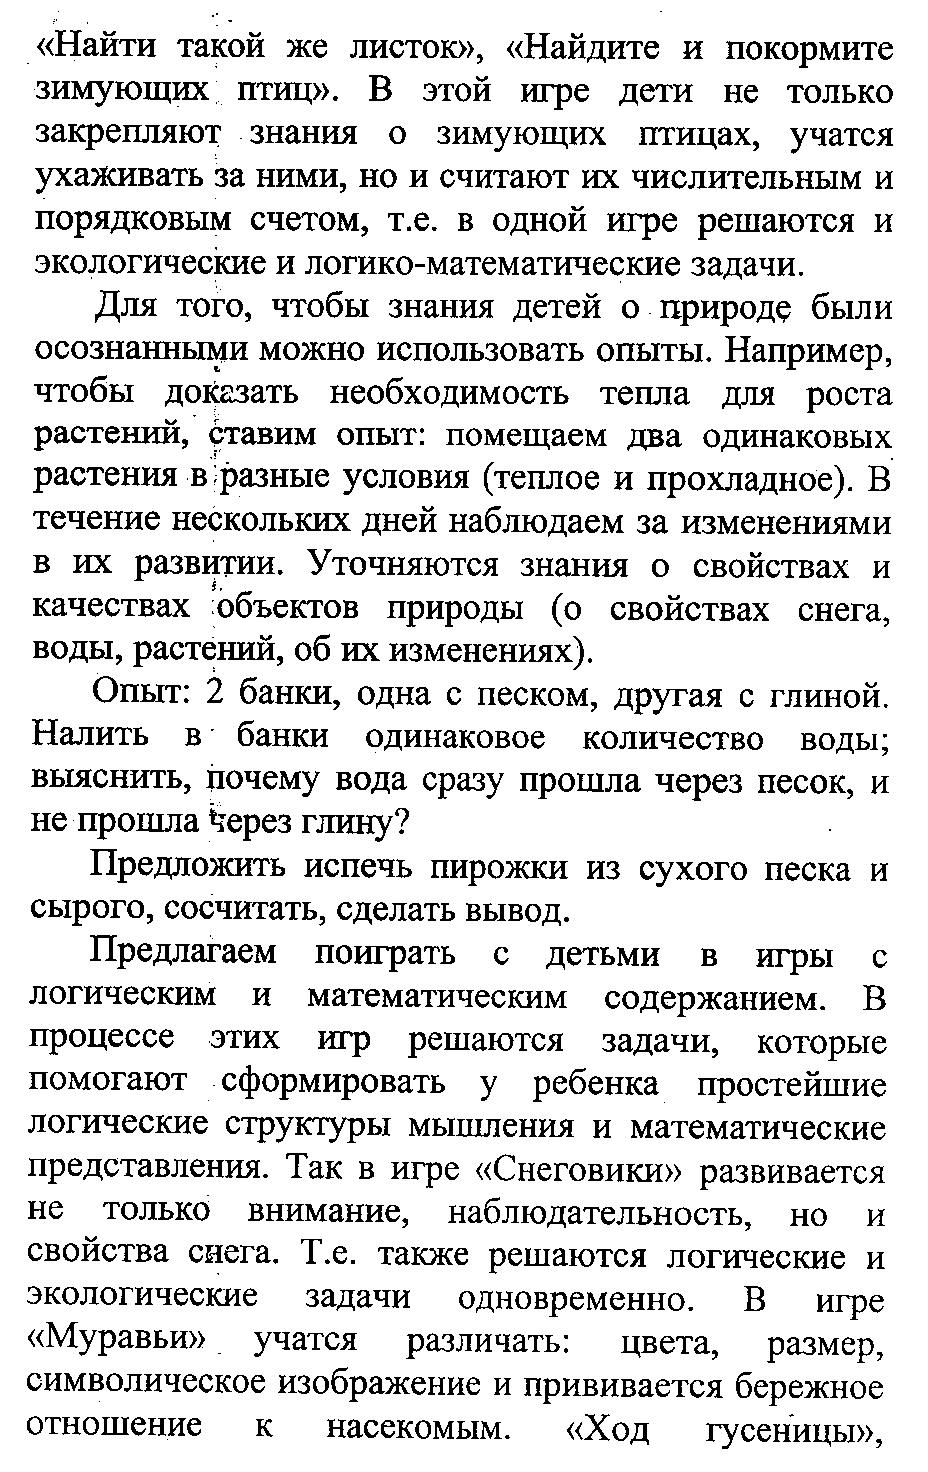 «Найти такой же листок», «Найдите и покормите
зимующих птиц». В этой игре дети не только
закрепляют знания о зимующих птицах, учатся
ухаживать за ними, но и считают их числительным и
порядковым счетом, т.е. в одной игре решаются и
экологические и логико-математические задачи.
Для того, чтобы знания детей о природе были
осознанными можно использовать опыты. Например,
чтобы доказать необходимость тепла для роста
растений, ставим опыт: помещаем два одинаковых
растения в разные условия (теплое и прохладное). В
течение нескольких дней наблюдаем за изменениями
в их развитии. Уточняются знания о свойствах и
качествах объектов природы (о свойствах снега,
воды, растений, об их изменениях).
Опыт: 2 банки, одна с песком, другая с глиной.
Налить в банки одинаковое количество воды;
выяснить, почему вода сразу прошла через песок, и
не прошла через глину?
Предложить испечь пирожки из сухого песка и
сырого, сосчитать, сделать вывод.
Предлагаем поиграть с детьми в игры с
логическим и математическим содержанием. В
процессе этих игр решаются задачи, которые
помогают сформировать у ребенка простейшие
логические структуры мышления и математические
представления. Так в игре «Снеговики» развивается
не только внимание, наблюдательность, но и
свойства снега. Т.е. также решаются логические и
экологические задачи одновременно. В игре
«Муравьи» учатся различать: цвета, размер,
символическое изображение и прививается бережное
отношение к насекомым. «Ход гусеницы»,